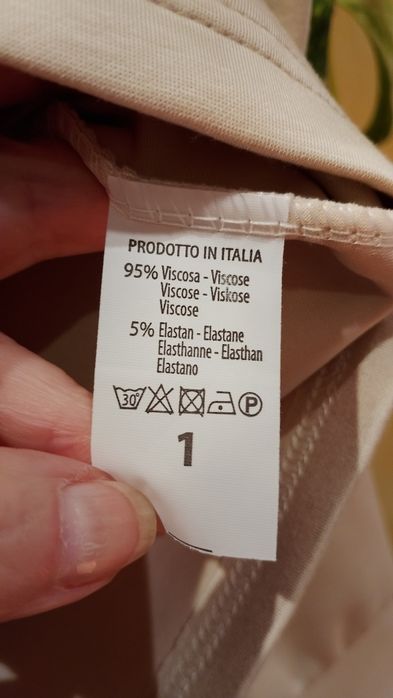 PRODOTTO IN ITALIA
95% Viscosa - Viscose
Viscose - Viskose
Viscose
5% Elastan - Elastane
Elasthanne - Elasthan
Elastano
30° P
1